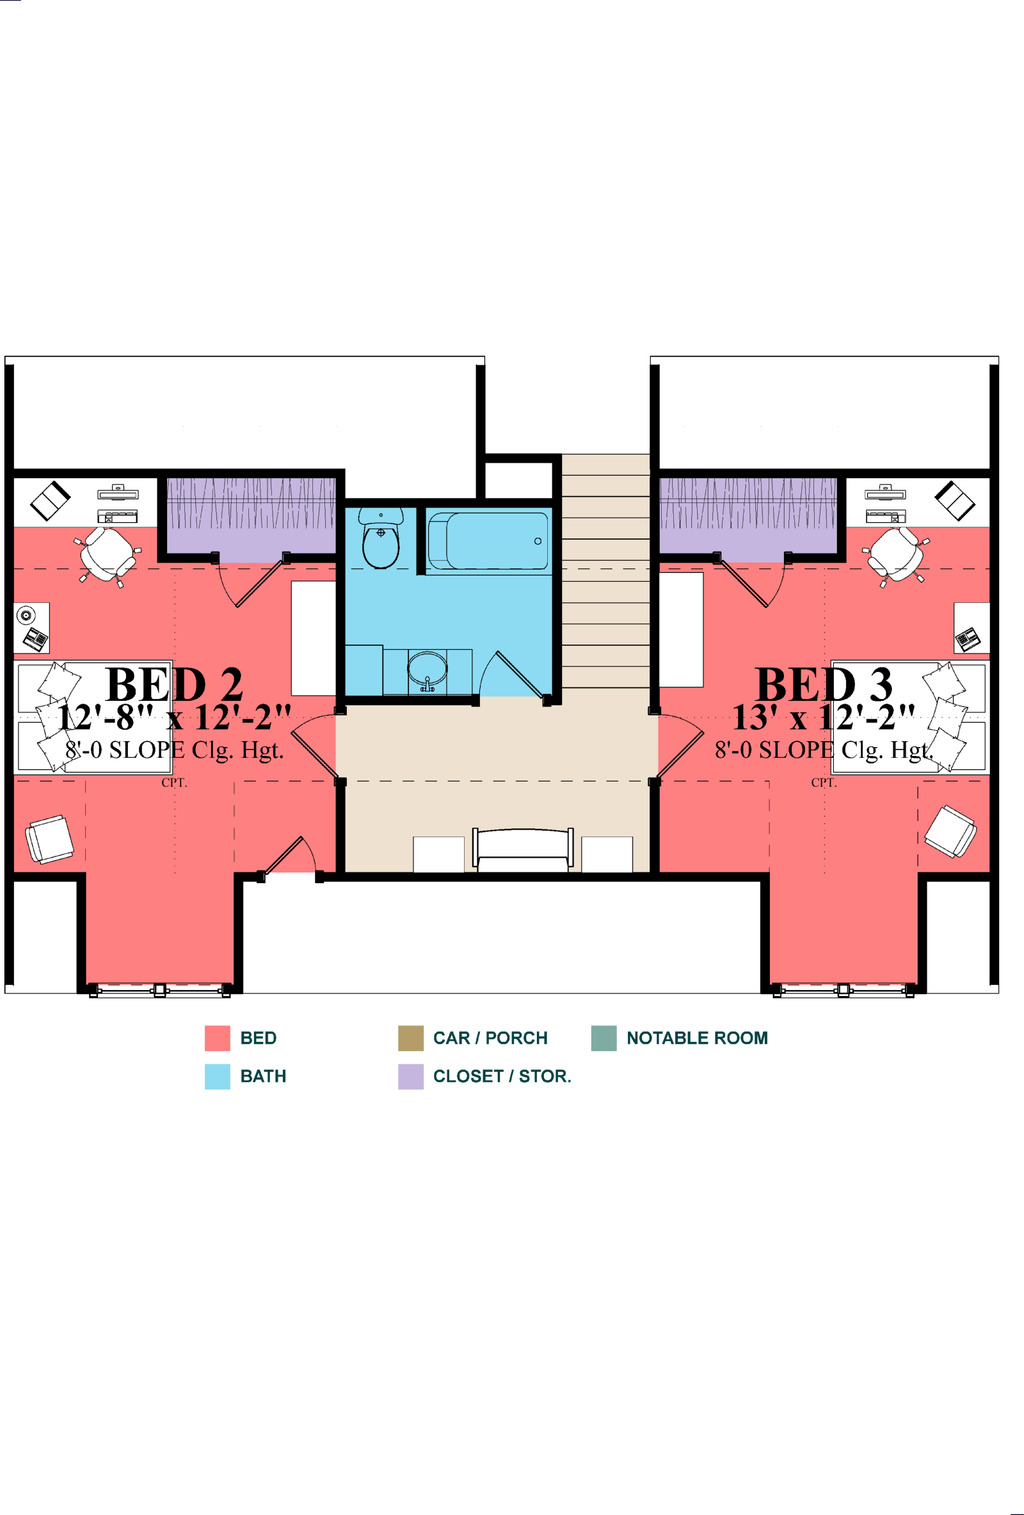 BED 2
12'-8" x 12'-2"
8'-0 SLOPE Clg. Hgt.
CPT.
BED 3
13' x 12'-2"
8'-0 SLOPE Clg. Hgt.
CPT.
BED
CAR / PORCH
NOTABLE ROOM
BATH
CLOSET / STOR.